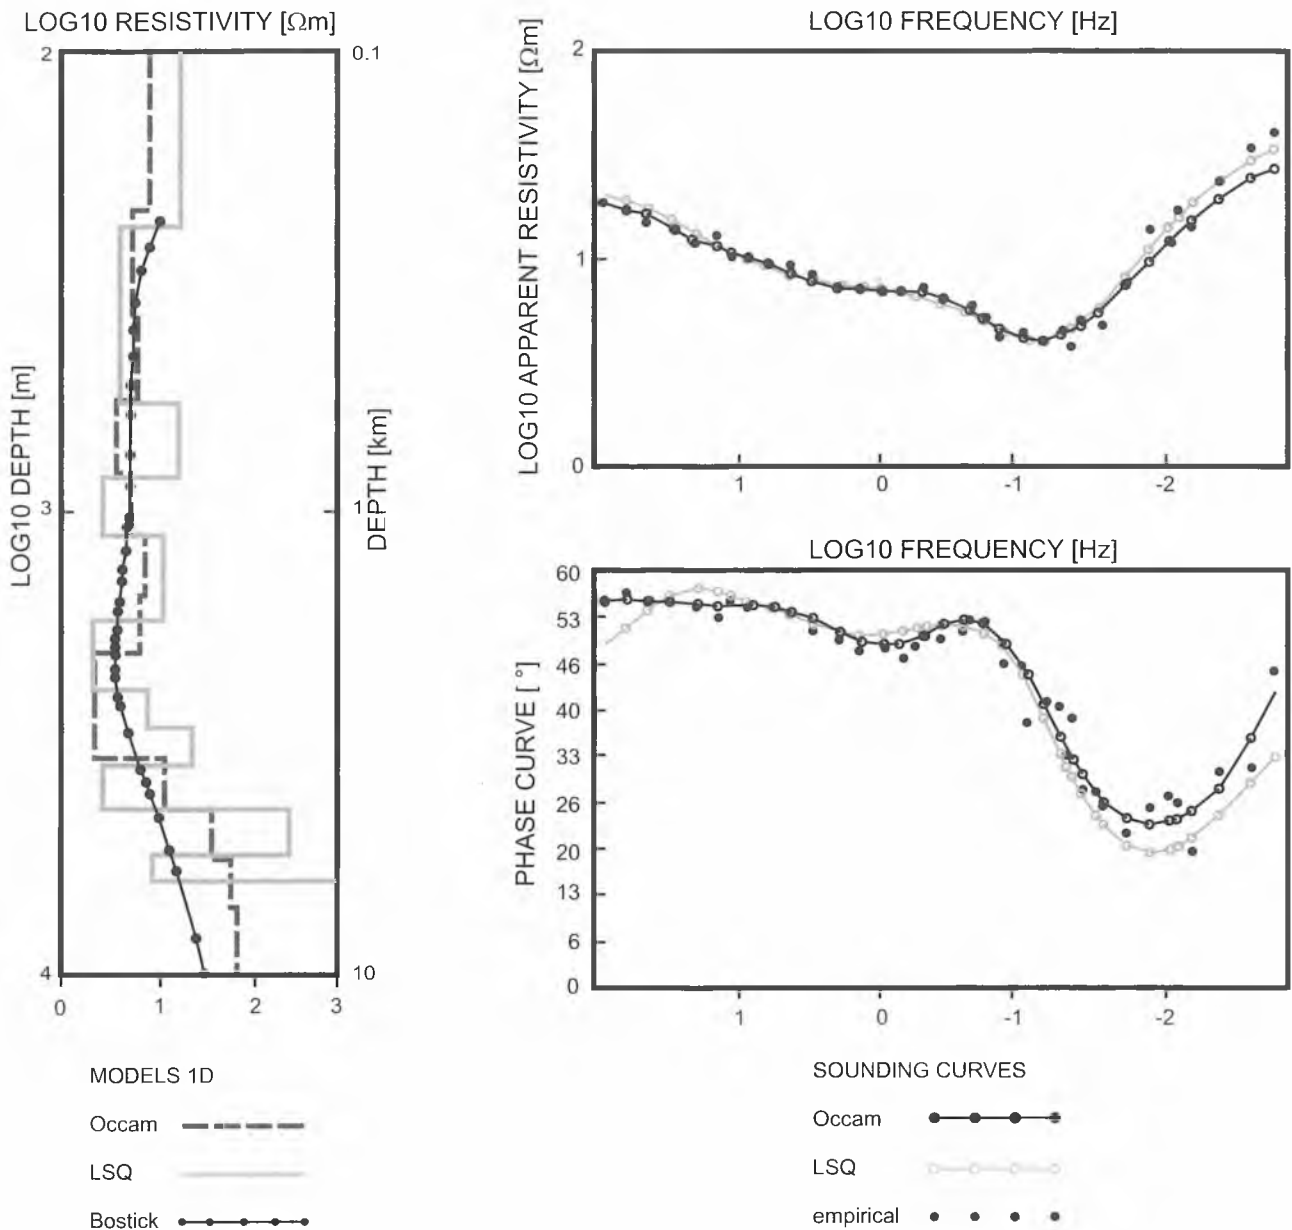 LOG10 RESISTIVITY [Ωm]
2
0.1
LOG10 DEPTH [m]
3
1
DEPTH [km]
4
10
0
1
2
3
MODELS 1D
Occam
LSQ
Bostick
LOG10 FREQUENCY [Hz]
LOG10 APPARENT RESISTIVITY [Ωm]
2
1
0
1
0
-1
-2
LOG10 FREQUENCY [Hz]
PHASE CURVE [ °]
60
53
46
40
33
26
20
13
6
0
1
0
-1
-2
SOUNDING CURVES
Occam
LSQ
empirical